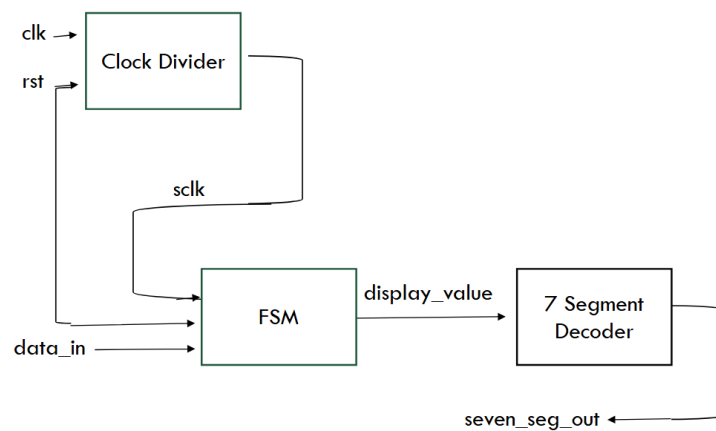 clk
Clock Divider
rst
sclk
display_value
7 Segment
Decoder
FSM
data_in
seven_seg_out